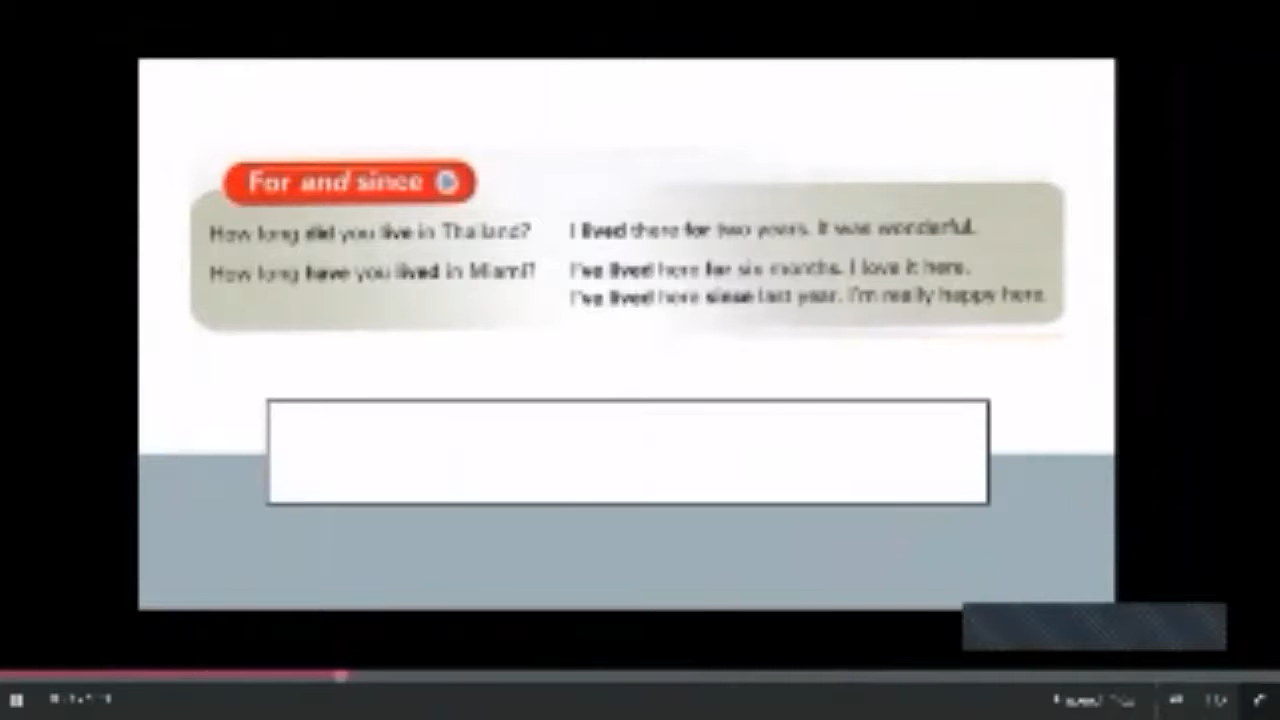 For and since
How long did you live in Thailand? I lived there for two years. It was wonderful.
How long have you lived in Miami? I've lived here for six months. I love it here.
I've lived here since last year. I'm really happy here.